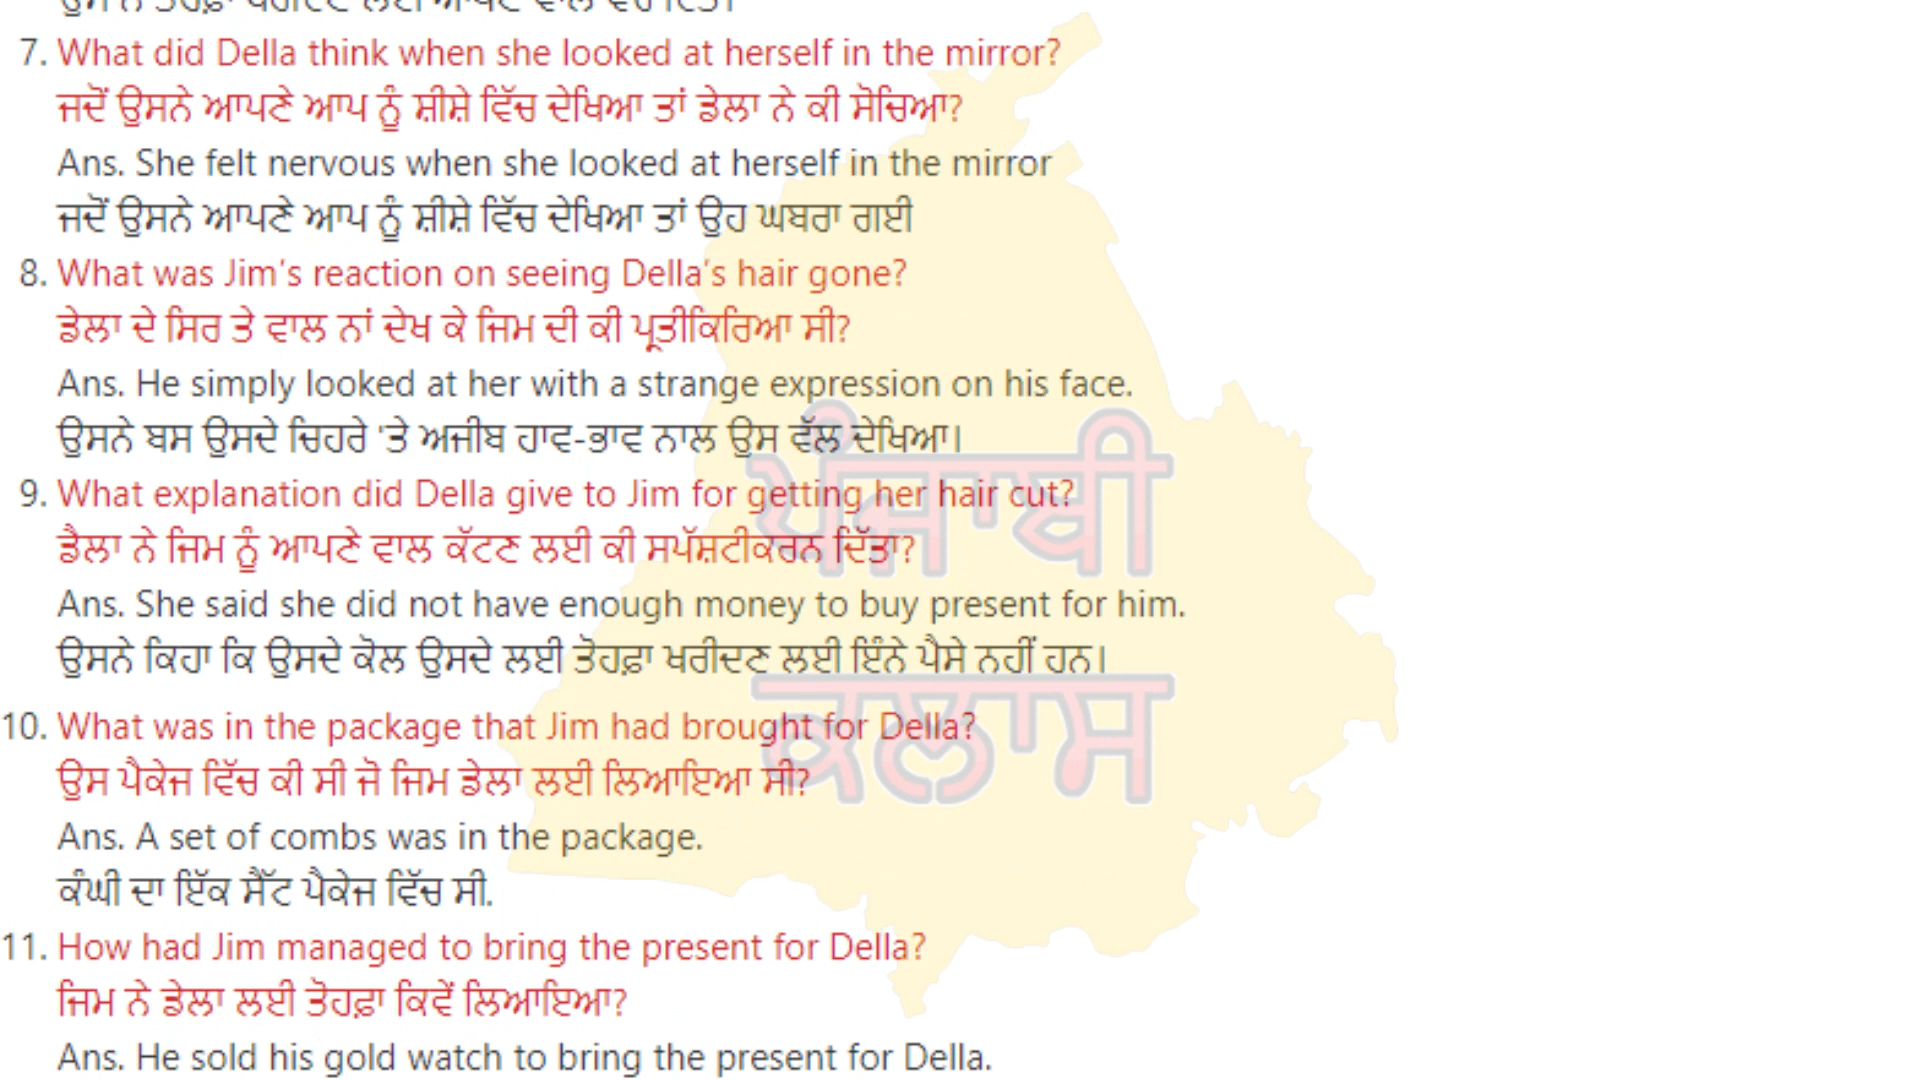 ਉਸ ਨੇ ਤੋਹਫ਼ਾ ਖਰੀਦਣ ਲਈ ਆਪਣੇ ਵਾਲ ਵੇਚ ਦਿੱਤੇ।
7. What did Della think when she looked at herself in the mirror?
ਜਦੋਂ ਉਸਨੇ ਆਪਣੇ ਆਪ ਨੂੰ ਸ਼ੀਸ਼ੇ ਵਿੱਚ ਦੇਖਿਆ ਤਾਂ ਡੇਲਾ ਨੇ ਕੀ ਸੋਚਿਆ?
Ans. She felt nervous when she looked at herself in the mirror
ਜਦੋਂ ਉਸਨੇ ਆਪਣੇ ਆਪ ਨੂੰ ਸ਼ੀਸ਼ੇ ਵਿੱਚ ਦੇਖਿਆ ਤਾਂ ਉਹ ਘਬਰਾ ਗਈ
8. What was Jim's reaction on seeing Della's hair gone?
ਡੇਲਾ ਦੇ ਸਿਰ ਤੇ ਵਾਲ ਨਾਂ ਦੇਖ ਕੇ ਜਿਮ ਦੀ ਕੀ ਪ੍ਰਤੀਕਿਰਿਆ ਸੀ?
Ans. He simply looked at her with a strange expression on his face.
ਉਸਨੇ ਬਸ ਉਸਦੇ ਚਿਹਰੇ 'ਤੇ ਅਜੀਬ ਹਾਵ-ਭਾਵ ਨਾਲ ਉਸ ਵੱਲ ਦੇਖਿਆ।
9. What explanation did Della give to Jim for getting her hair cut?
ਡੈਲਾ ਨੇ ਜਿਮ ਨੂੰ ਆਪਣੇ ਵਾਲ ਕੱਟਣ ਲਈ ਕੀ ਸਪੱਸ਼ਟੀਕਰਨ ਦਿੱਤਾ?
Ans. She said she did not have enough money to buy present for him.
ਉਸਨੇ ਕਿਹਾ ਕਿ ਉਸਦੇ ਕੋਲ ਉਸਦੇ ਲਈ ਤੋਹਫ਼ਾ ਖਰੀਦਣ ਲਈ ਇੰਨੇ ਪੈਸੇ ਨਹੀਂ ਹਨ।
10. What was in the package that Jim had brought for Della?
ਉਸ ਪੈਕੇਜ ਵਿੱਚ ਕੀ ਸੀ ਜੋ ਜਿਮ ਡੇਲਾ ਲਈ ਲਿਆਇਆ ਸੀ?
Ans. A set of combs was in the package.
ਕੰਘੀ ਦਾ ਇੱਕ ਸੈੱਟ ਪੈਕੇਜ ਵਿੱਚ ਸੀ.
11. How had Jim managed to bring the present for Della?
ਜਿਮ ਨੇ ਡੇਲਾ ਲਈ ਤੋਹਫ਼ਾ ਕਿਵੇਂ ਲਿਆਇਆ?
Ans. He sold his gold watch to bring the present for Della.
ਪੰਜਾਬੀ
ਕਲਾਸ